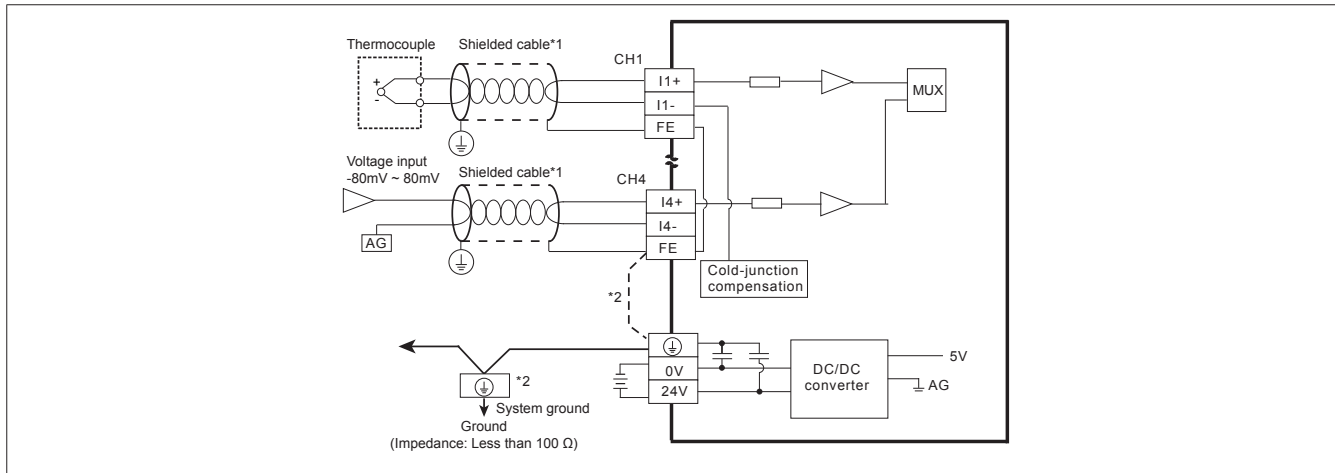 Thermocouple
Shielded cable*1
CH1
+
-
I1+
I1-
FE
MUX
Voltage input
-80mV ~ 80mV
Shielded cable*1
CH4
AG
I4+
I4-
FE
Cold-junction
compensation
*2
0V
24V
DC/DC
converter
5V
AG
*2
System ground
Ground
(Impedance: Less than 100 Ω)